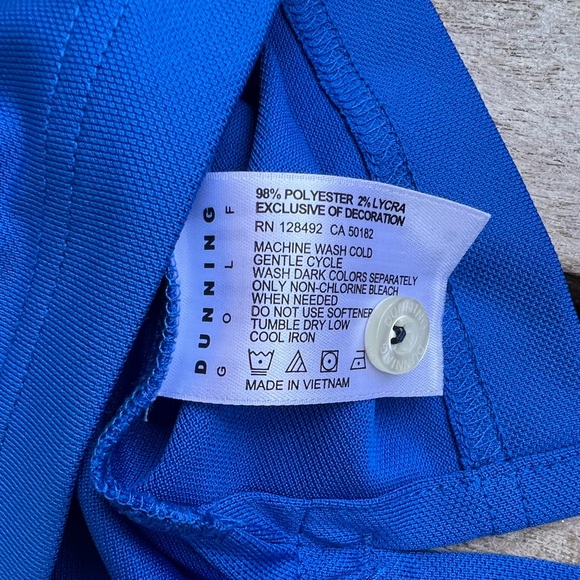 DUNNING
GOLF
98% POLYESTER 2% LYCRA
EXCLUSIVE OF DECORATION
RN 128492 CA 50182
MACHINE WASH COLD
GENTLE CYCLE
WASH DARK COLORS SEPARATELY
ONLY NON-CHLORINE BLEACH
WHEN NEEDED
DO NOT USE SOFTENER
TUMBLE DRY LOW
COOL IRON
MADE IN VIETNAM